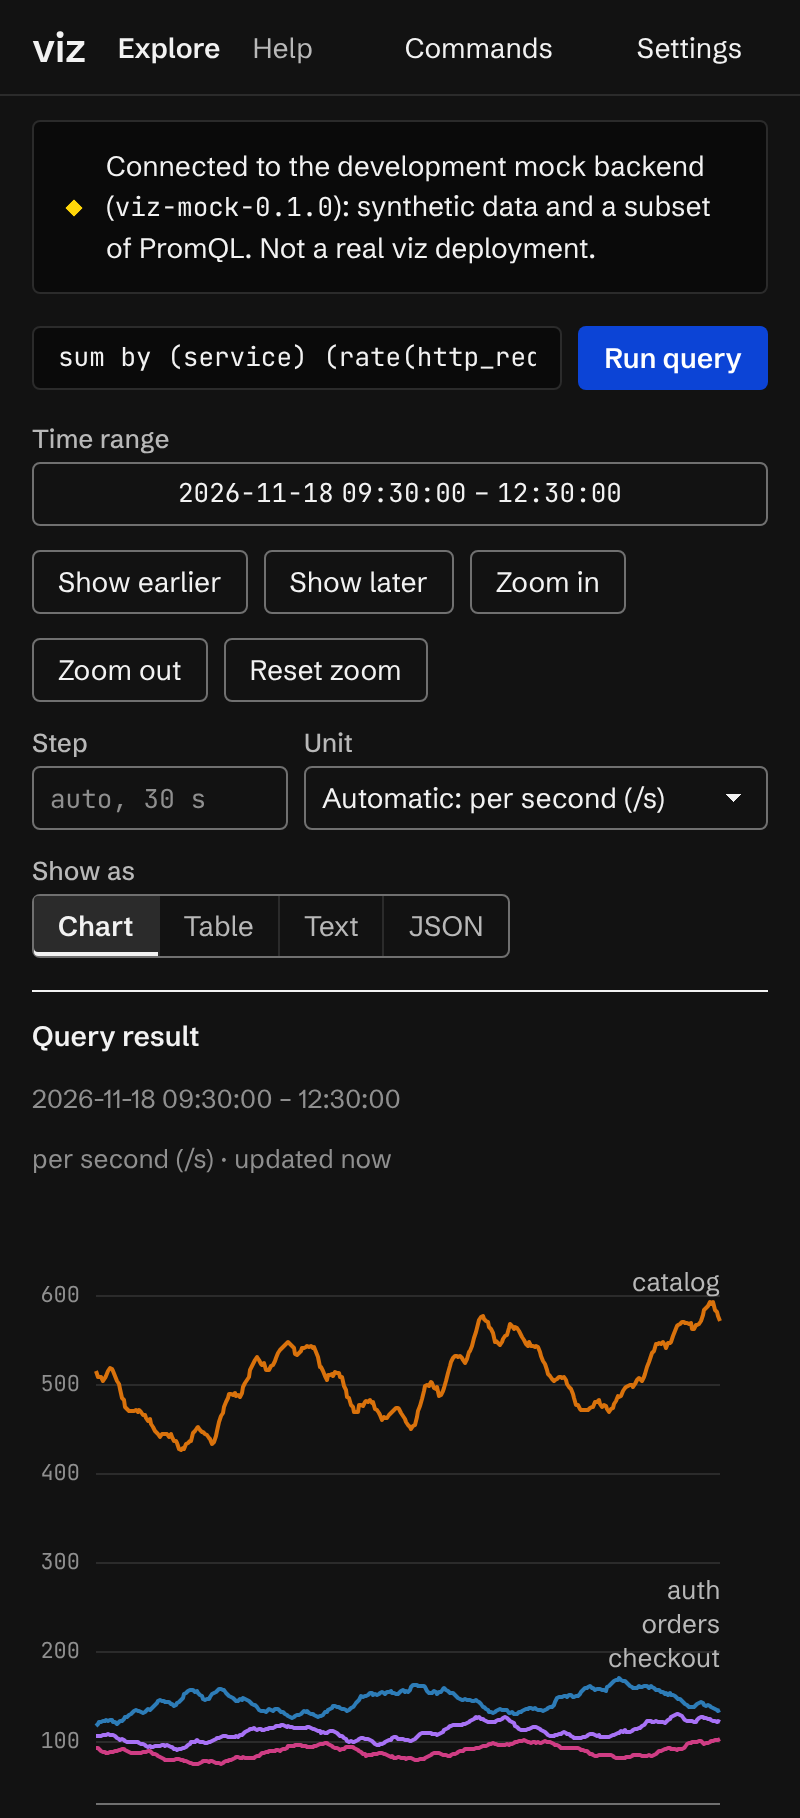 viz Explore Help Commands Settings
Connected to the development mock backend
(viz-mock-0.1.0): synthetic data and a subset
of PromQL. Not a real viz deployment.
sum by (service) (rate(http_rec
Run query
Time range
2026-11-18 09:30:00 – 12:30:00
Show earlier Show later Zoom in
Zoom out Reset zoom
Step Unit
auto, 30 s Automatic: per second (/s)
Show as
Chart Table Text JSON
Query result
2026-11-18 09:30:00 – 12:30:00
per second (/s) · updated now
catalog
600
500
400
300
auth
orders
200
checkout
100